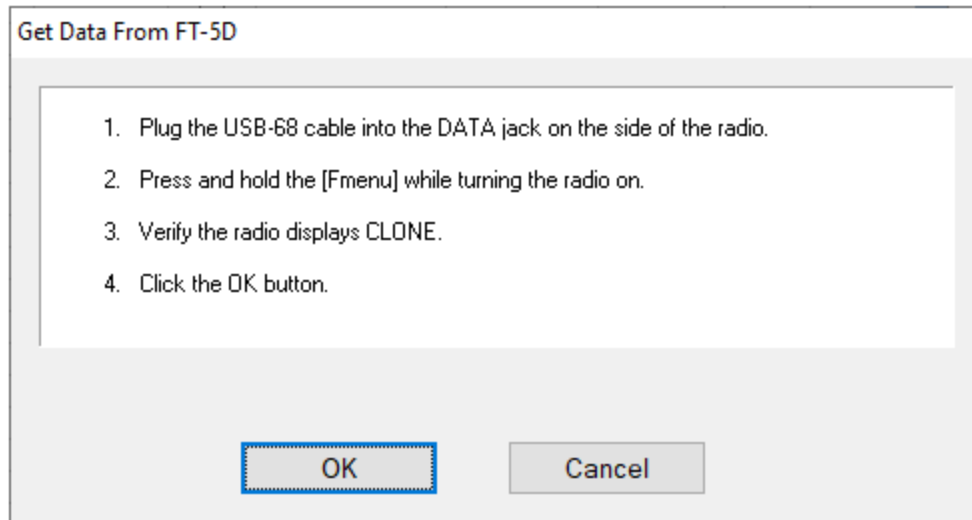 Get Data From FT-5D
1. Plug the USB-68 cable into the DATA jack on the side of the radio.
2. Press and hold the [Fmenu] while turning the radio on.
3. Verify the radio displays CLONE.
4. Click the OK button.
OK
Cancel